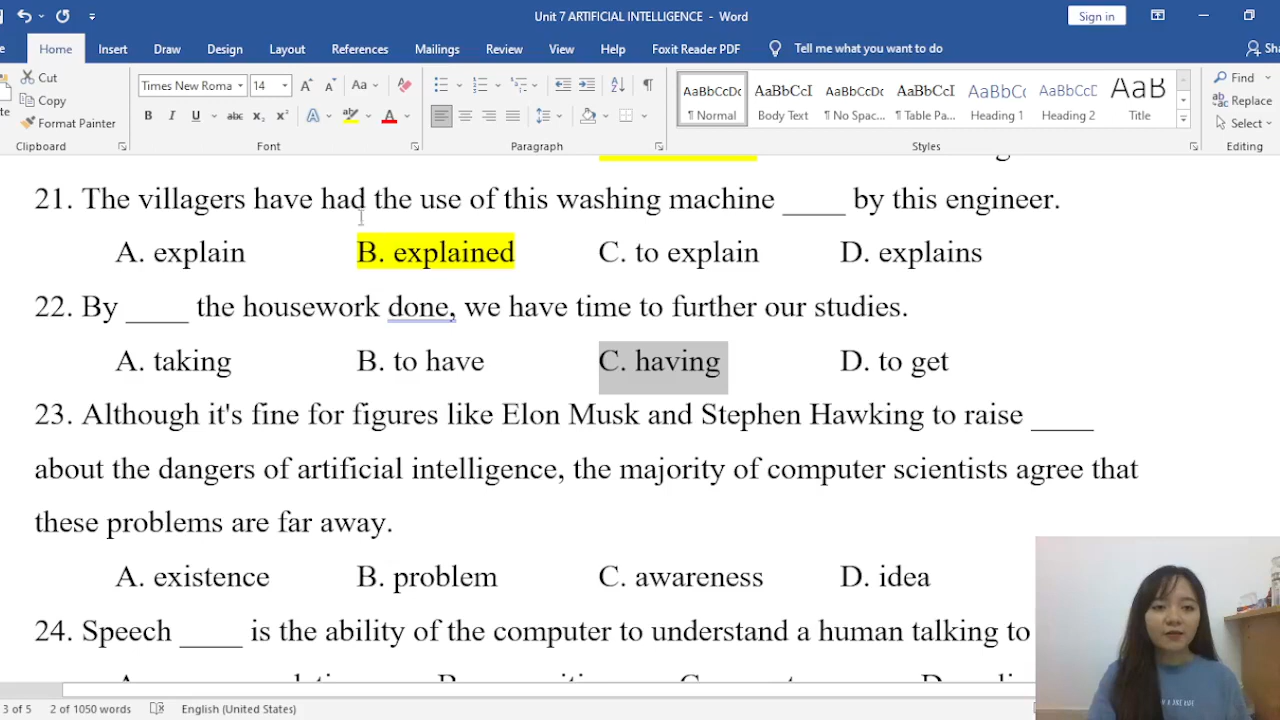 Unit 7 ARTIFICIAL INTELLIGENCE - Word
Sign in
Home Insert Draw Design Layout References Mailings Review View Help Foxit Reader PDF Tell me what you want to do
Cut
Copy
Format Painter
Clipboard
Times New Roma 14
Font
Paragraph
AaBbCcDc AaBbCcI AaBbCcDc AaBbCcI AaBbCc AaBbCcD AaB
¶ Normal Body Text ¶ No Spac... ¶ Table Pa... Heading 1 Heading 2 Title
Styles
Find
Replace
Select
Editing
21. The villagers have had the use of this washing machine ____ by this engineer.
A. explain B. explained C. to explain D. explains
22. By ____ the housework done, we have time to further our studies.
A. taking B. to have C. having D. to get
23. Although it's fine for figures like Elon Musk and Stephen Hawking to raise ____
about the dangers of artificial intelligence, the majority of computer scientists agree that
these problems are far away.
A. existence B. problem C. awareness D. idea
24. Speech ____ is the ability of the computer to understand a human talking to
3 of 5 2 of 1050 words English (United States)